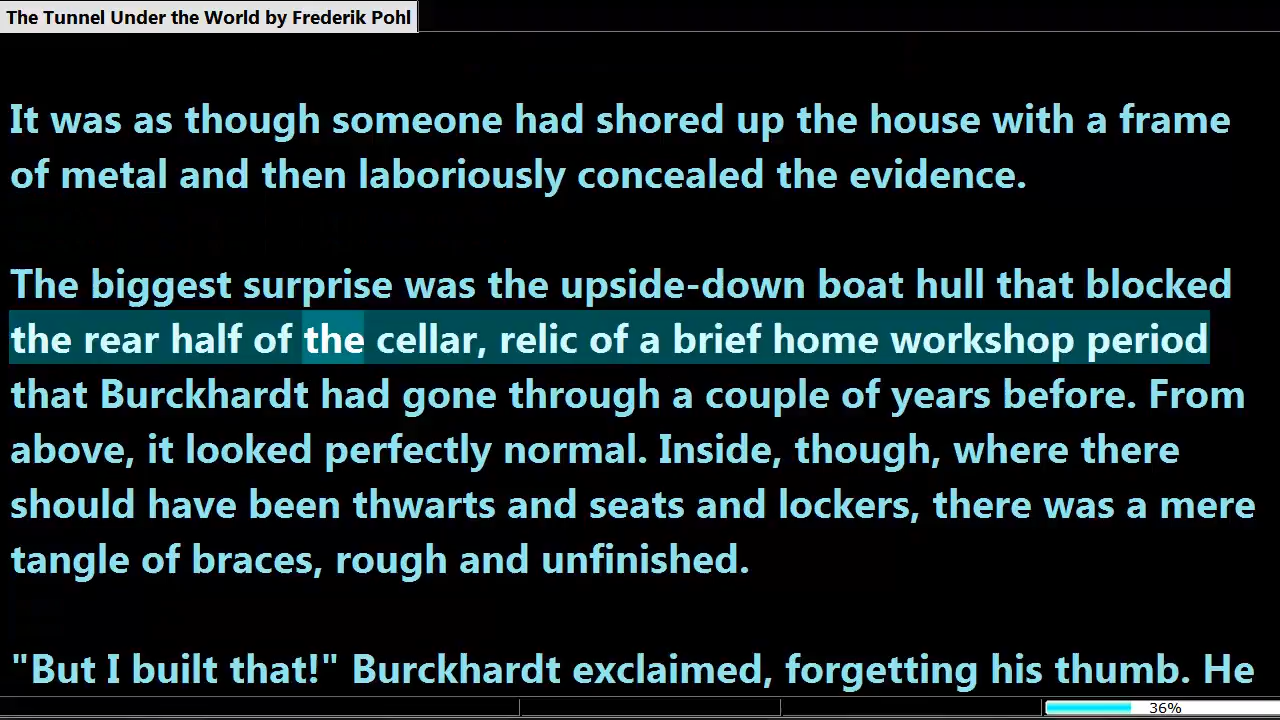 The Tunnel Under the World by Frederik Pohl
It was as though someone had shored up the house with a frame
of metal and then laboriously concealed the evidence.
The biggest surprise was the upside-down boat hull that blocked
the rear half of the cellar, relic of a brief home workshop period
that Burckhardt had gone through a couple of years before. From
above, it looked perfectly normal. Inside, though, where there
should have been thwarts and seats and lockers, there was a mere
tangle of braces, rough and unfinished.
"But I built that!" Burckhardt exclaimed, forgetting his thumb. He
36%